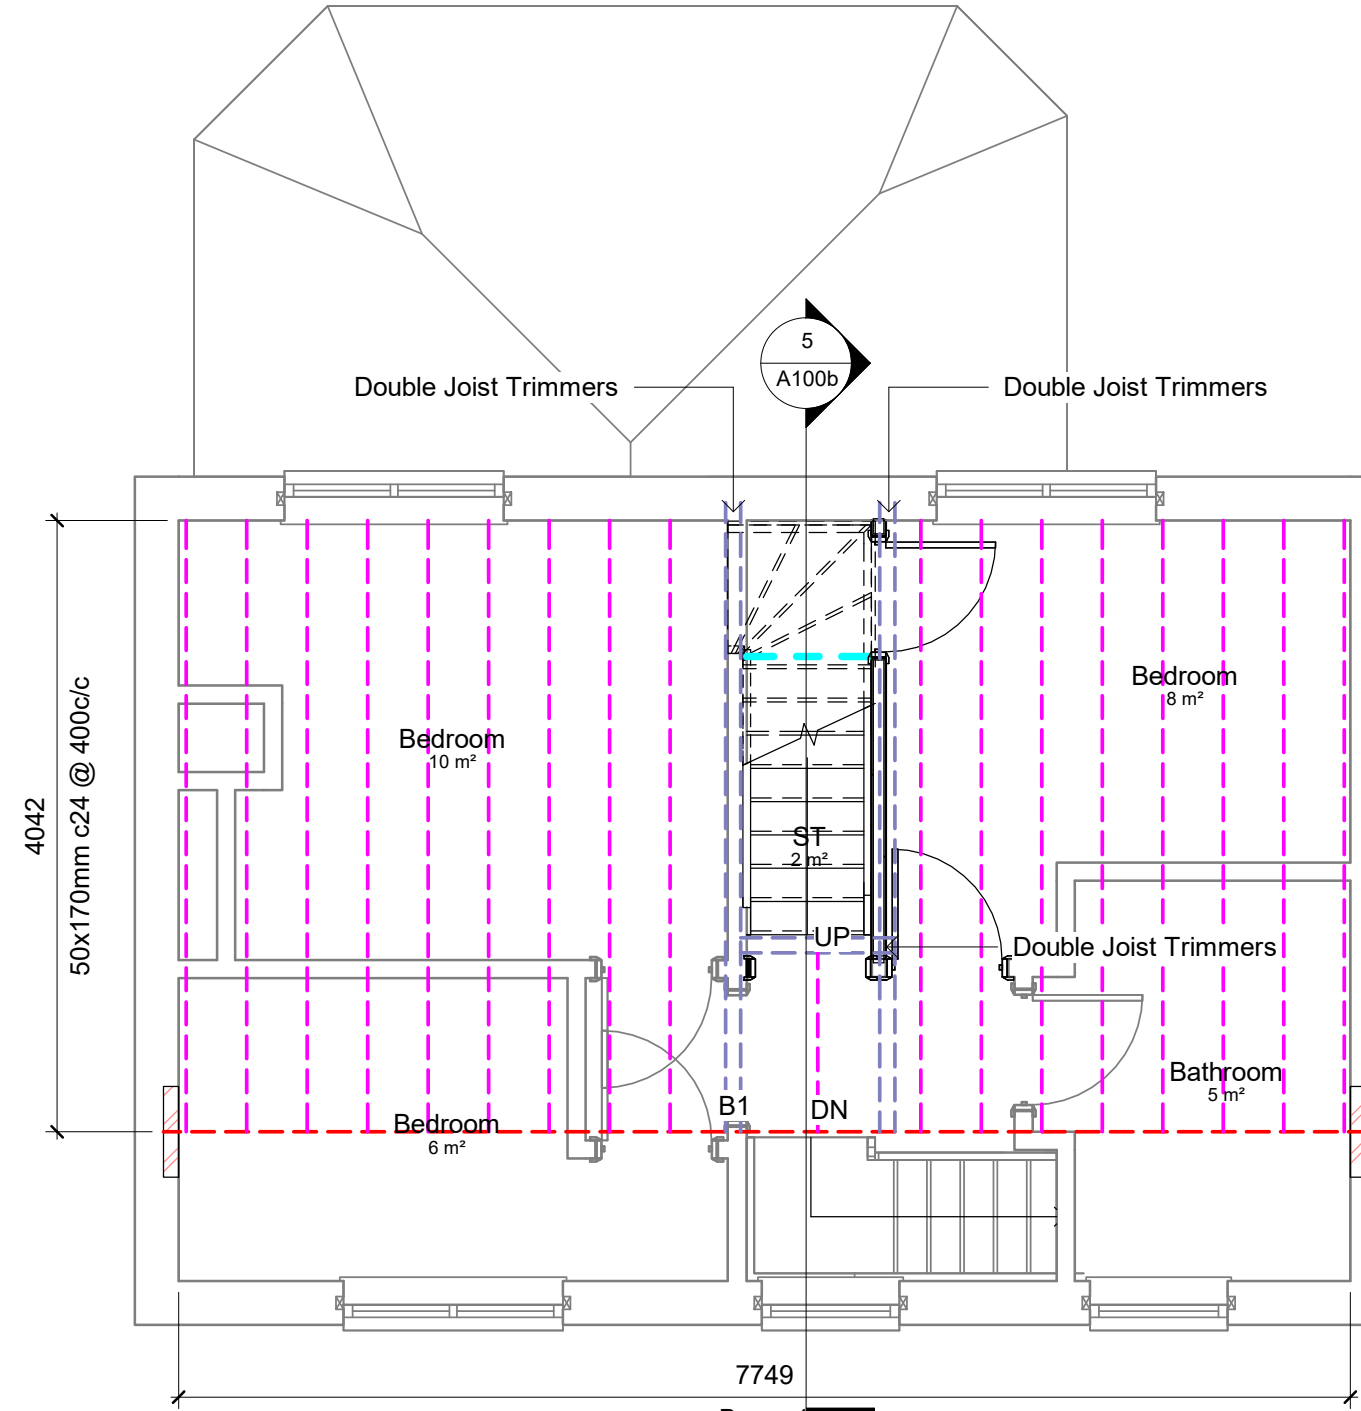 5
A100b
Double Joist Trimmers
Double Joist Trimmers
Bedroom
8 m²
Bedroom
10 m²
4042
50x170mm c24 @ 400c/c
ST
2 m²
UP
Double Joist Trimmers
Bathroom
5 m²
B1
DN
Bedroom
6 m²
7749